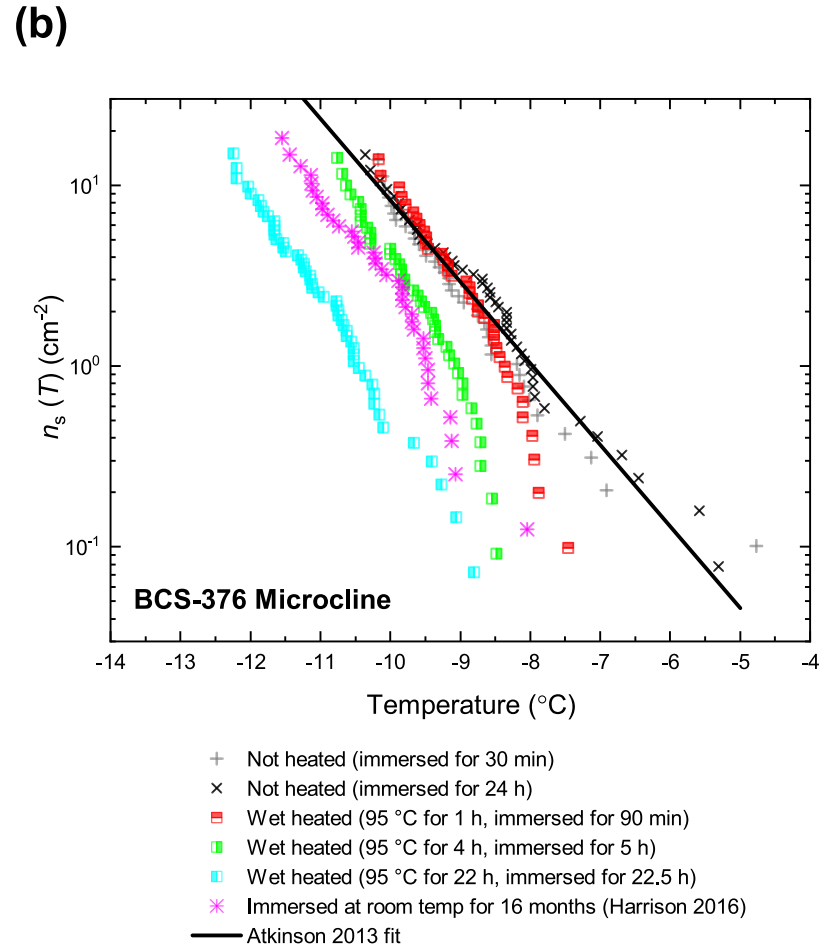 (b)
10¹
10⁰
10⁻¹
nₛ (T) (cm⁻²)
BCS-376 Microcline
-14 -13 -12 -11 -10 -9 -8 -7 -6 -5 -4
Temperature (°C)
Not heated (immersed for 30 min)
Not heated (immersed for 24 h)
Wet heated (95 °C for 1 h, immersed for 90 min)
Wet heated (95 °C for 4 h, immersed for 5 h)
Wet heated (95 °C for 22 h, immersed for 22.5 h)
Immersed at room temp for 16 months (Harrison 2016)
Atkinson 2013 fit